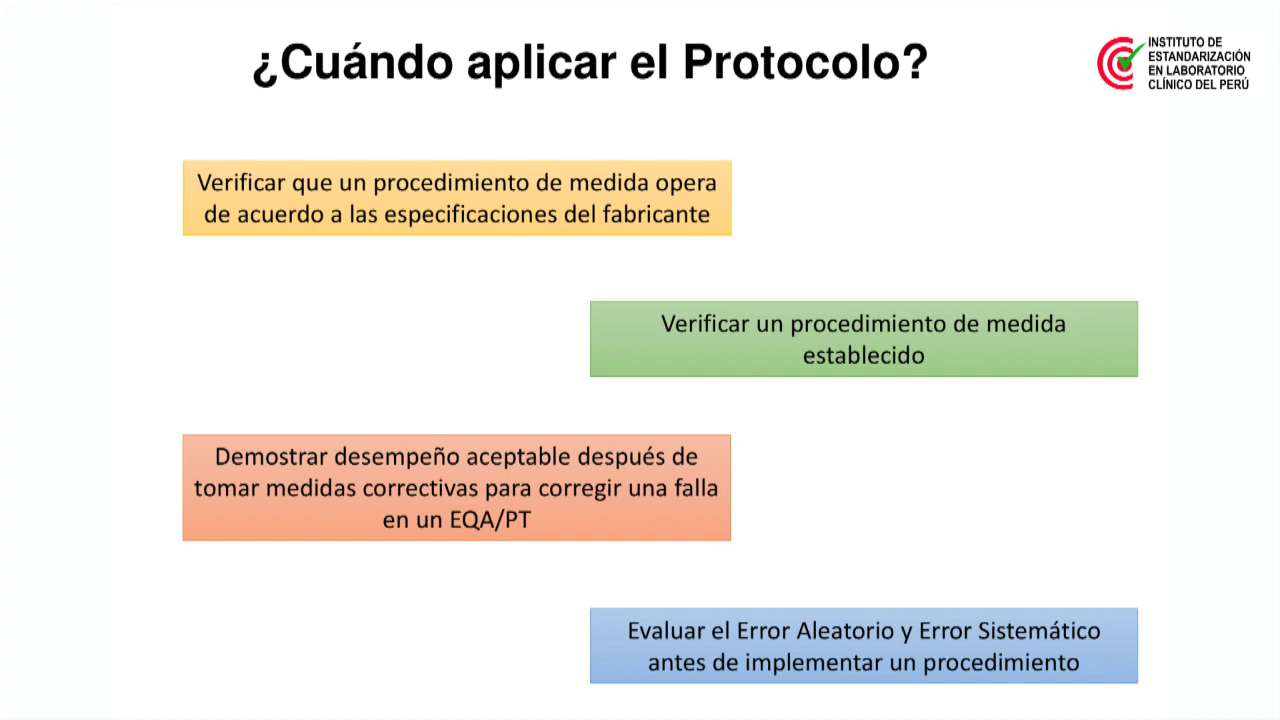 ¿Cuándo aplicar el Protocolo?
INSTITUTO DE
ESTANDARIZACIÓN
EN LABORATORIO
CLÍNICO DEL PERÚ
Verificar que un procedimiento de medida opera
de acuerdo a las especificaciones del fabricante
Verificar un procedimiento de medida
establecido
Demostrar desempeño aceptable después de
tomar medidas correctivas para corregir una falla
en un EQA/PT
Evaluar el Error Aleatorio y Error Sistemático
antes de implementar un procedimiento